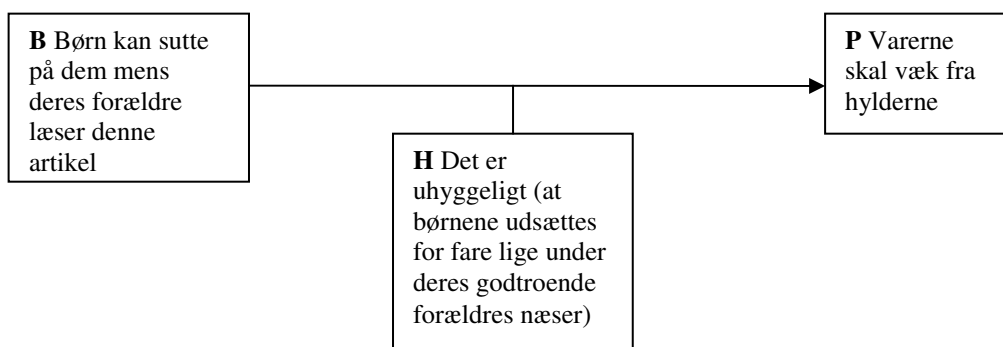 B Børn kan sutte
på dem mens
deres forældre
læser denne
artikel
P Varerne
skal væk fra
hylderne
H Det er
uhyggeligt (at
børnene udsættes
for fare lige under
deres godtroende
forældres næser)